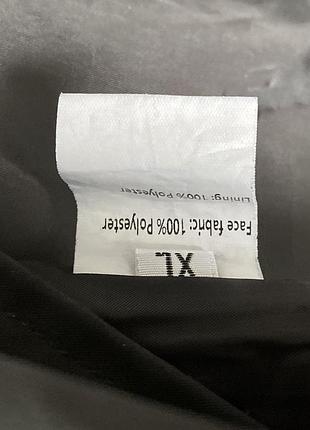 XL
Face fabric: 100% Polyester
Lining: 100% Polyester